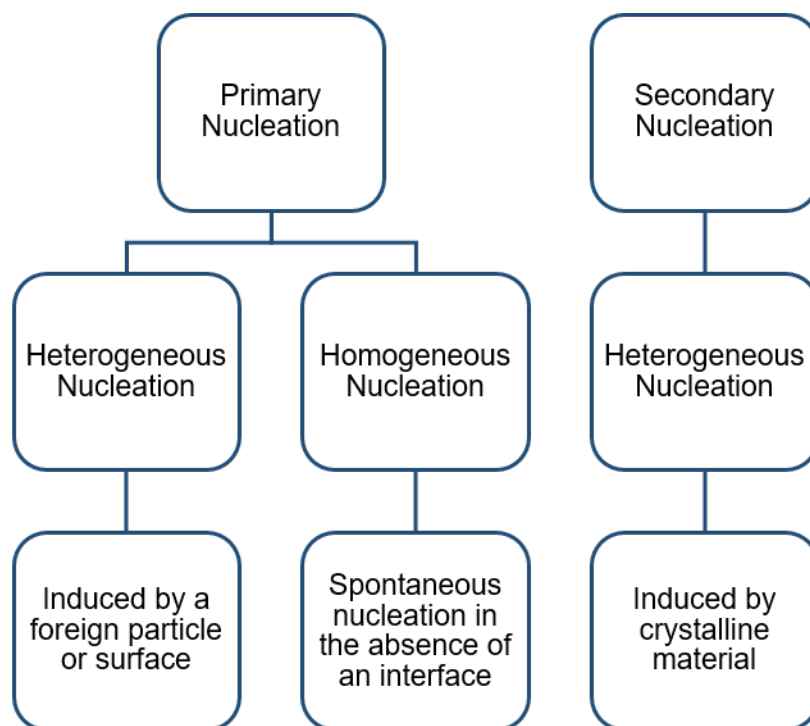 Primary
Nucleation
Secondary
Nucleation
Heterogeneous
Nucleation
Homogeneous
Nucleation
Heterogeneous
Nucleation
Induced by a
foreign particle
or surface
Spontaneous
nucleation in
the absence of
an interface
Induced by
crystalline
material